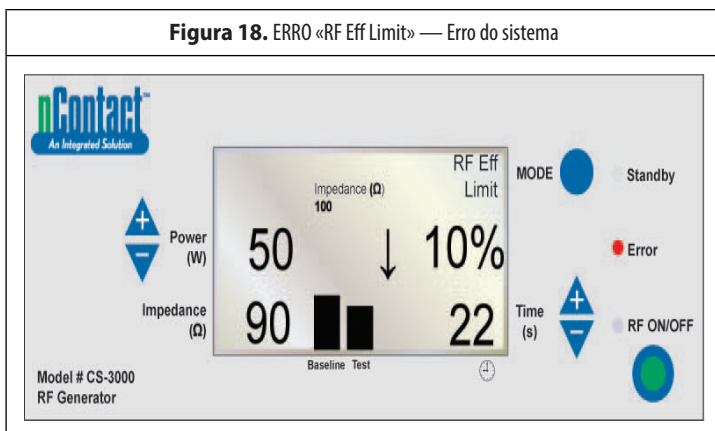 Figura 18. ERRO «RF Eff Limit» — Erro do sistema
nContact™
An Integrated Solution
RF Eff
Limit
MODE
Standby
Impedance (Ω)
100
Power
(W)
50
↓
10%
Error
Impedance
(Ω)
90
22
Time
(s)
RF ON/OFF
Baseline Test
Model # CS-3000
RF Generator